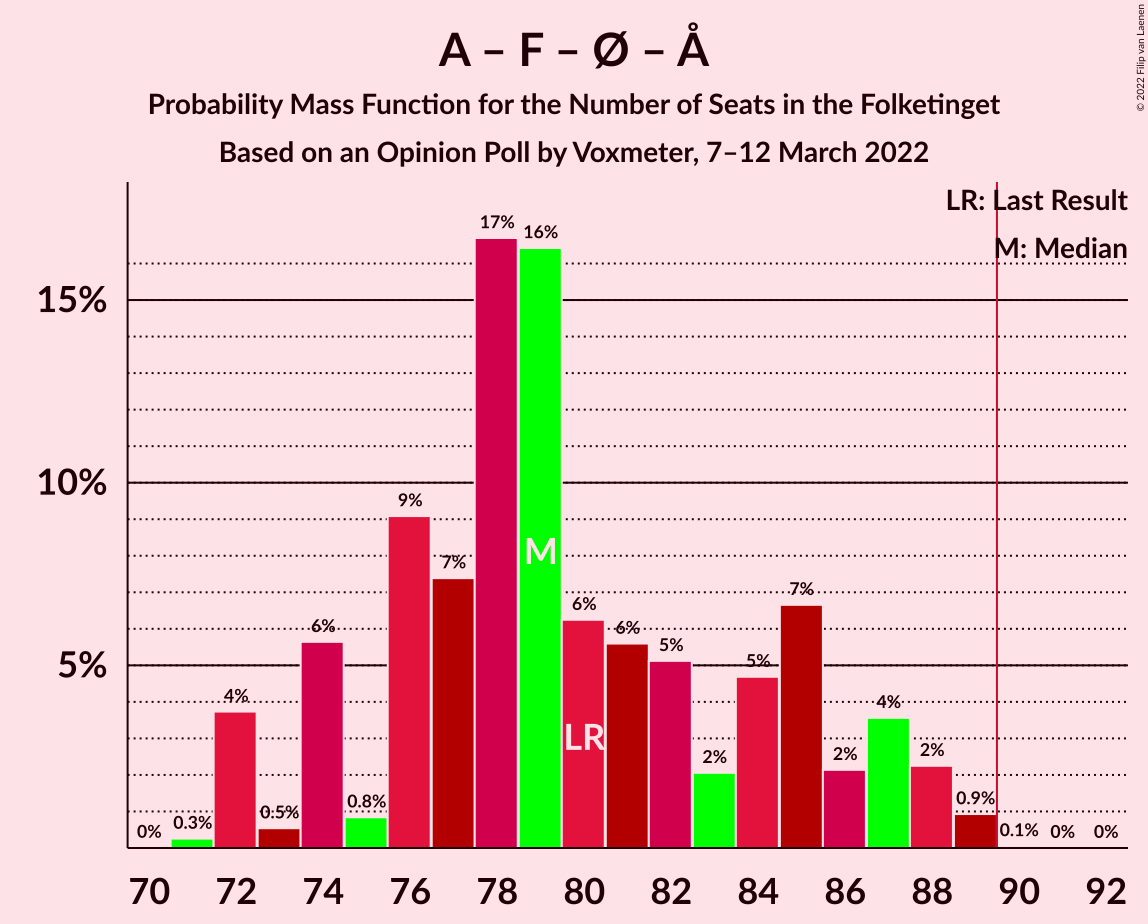 A – F – Ø – Å
Probability Mass Function for the Number of Seats in the Folketinget
Based on an Opinion Poll by Voxmeter, 7–12 March 2022
© 2022 Filip van Laenen
LR: Last Result
M: Median
15%
10%
5%
0%
0.3%
4%
0.5%
6%
0.8%
9%
7%
17%
16%
6%
6%
5%
2%
5%
7%
2%
4%
2%
0.9%
0.1%
0%
0%
M
LR
70 72 74 76 78 80 82 84 86 88 90 92